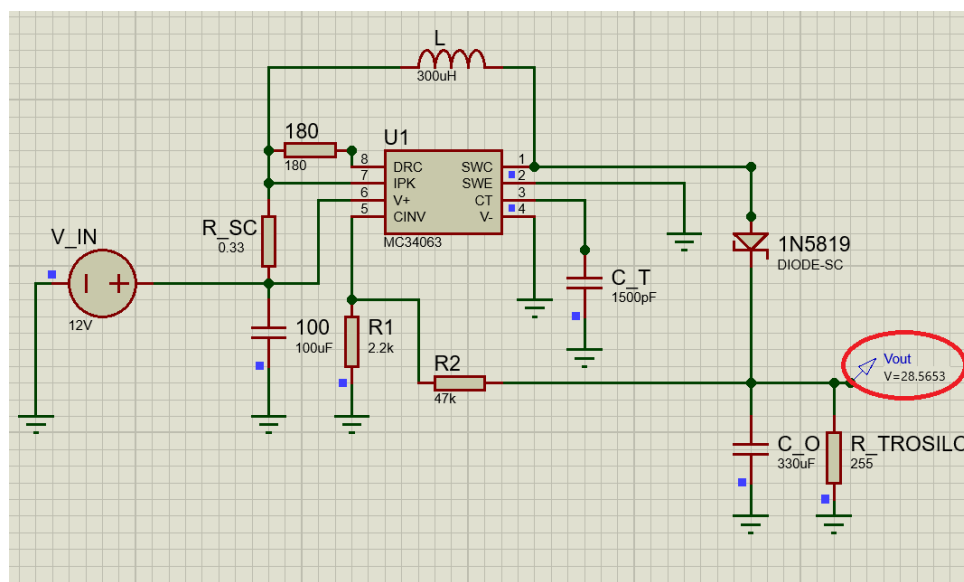 L
300uH
180
180
U1
8
DRC
SWC
1
7
IPK
SWE
2
6
V+
CT
3
5
CINV
V-
4
MC34063
R_SC
0.33
V_IN
12V
1N5819
DIODE-SC
C_T
1500pF
100
100uF
R1
2.2k
R2
47k
Vout
V=28.5653
C_O
330uF
R_TROSILO
255